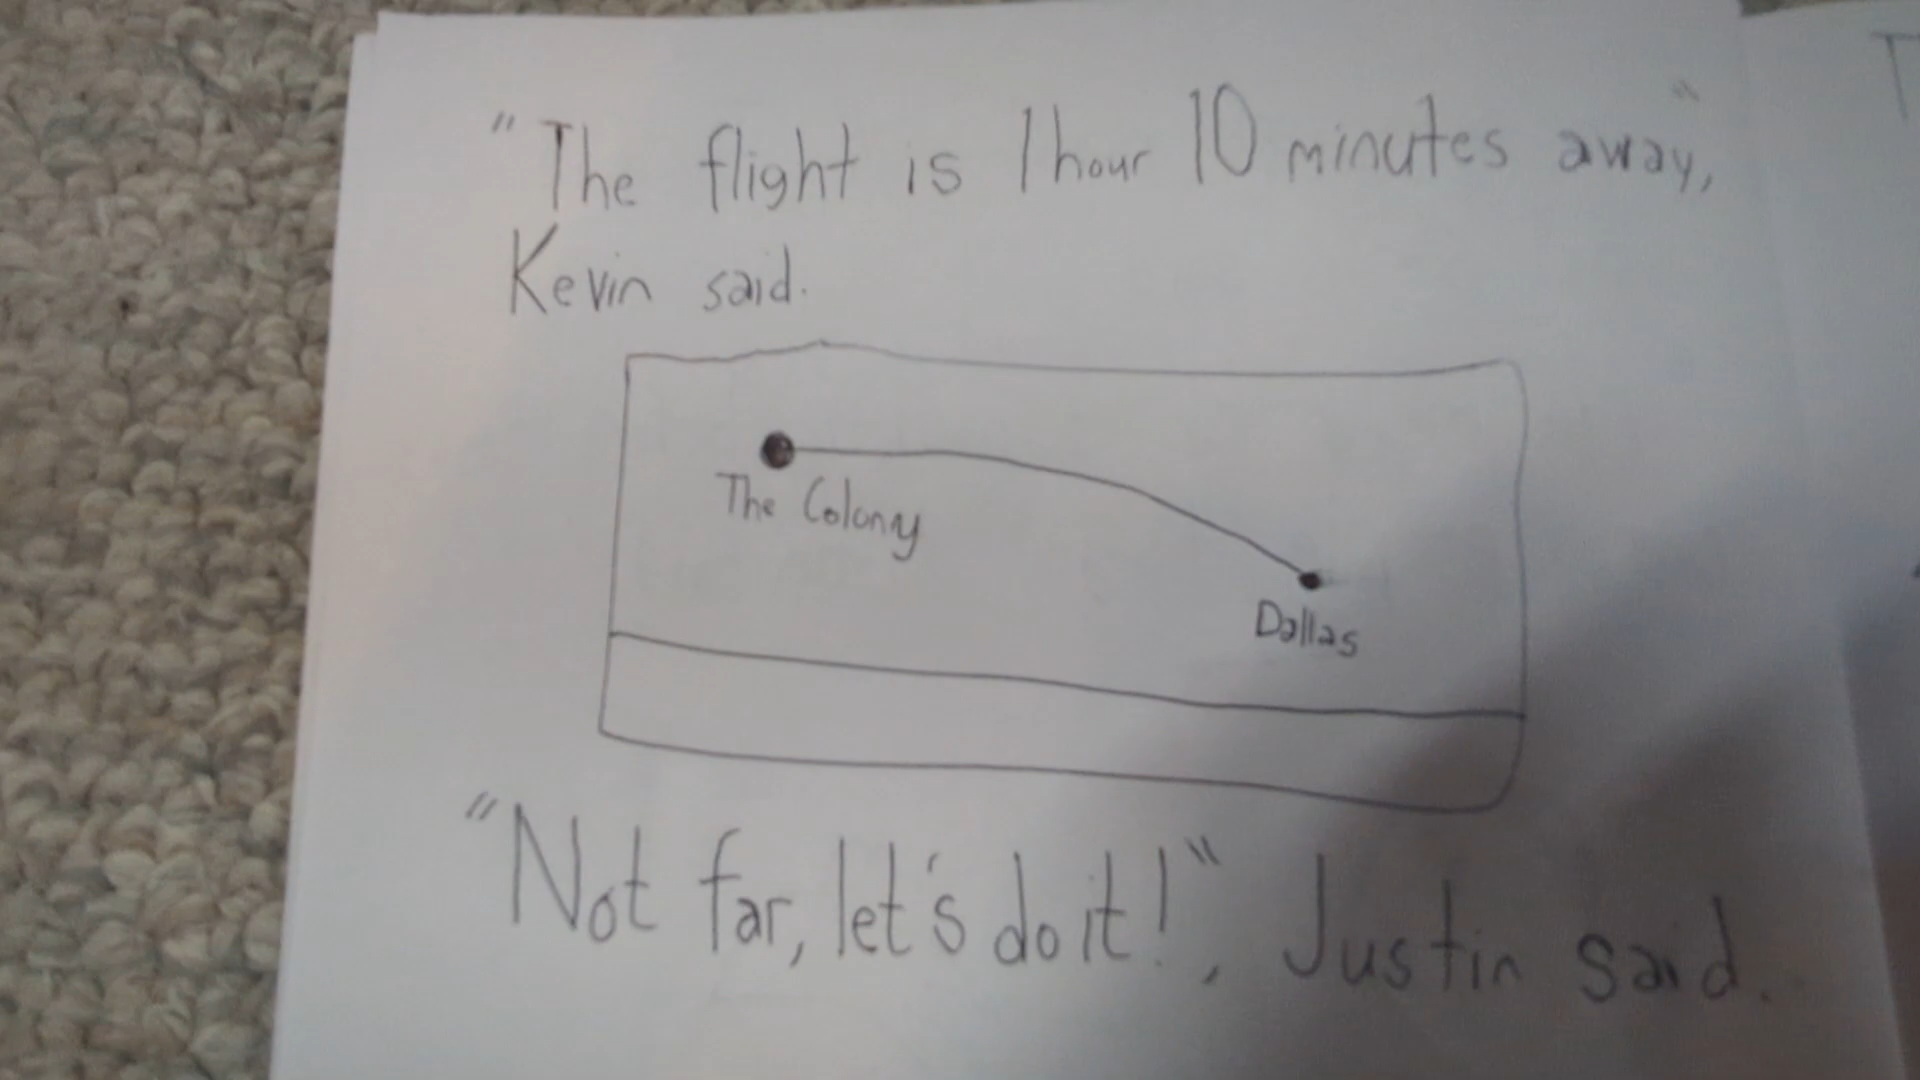 "The flight is 1 hour 10 minutes away,"
Kevin said.
The Colony
Dallas
"Not far, let's do it!", Justin said.